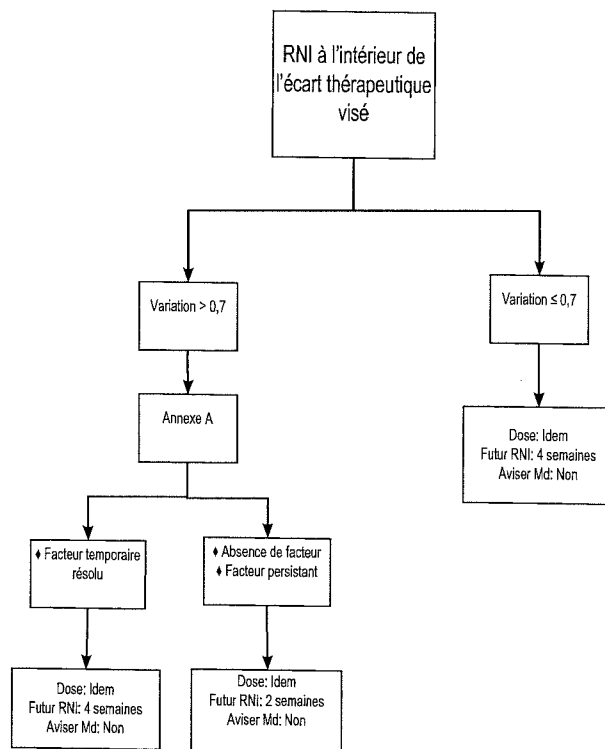 RNI à l'intérieur de
l'écart thérapeutique
visé
Variation > 0,7
Variation ≤ 0,7
Annexe A
Dose: Idem
Futur RNI: 4 semaines
Aviser Md: Non
♦ Facteur temporaire
résolu
♦ Absence de facteur
♦ Facteur persistant
Dose: Idem
Futur RNI: 4 semaines
Aviser Md: Non
Dose: Idem
Futur RNI: 2 semaines
Aviser Md: Non